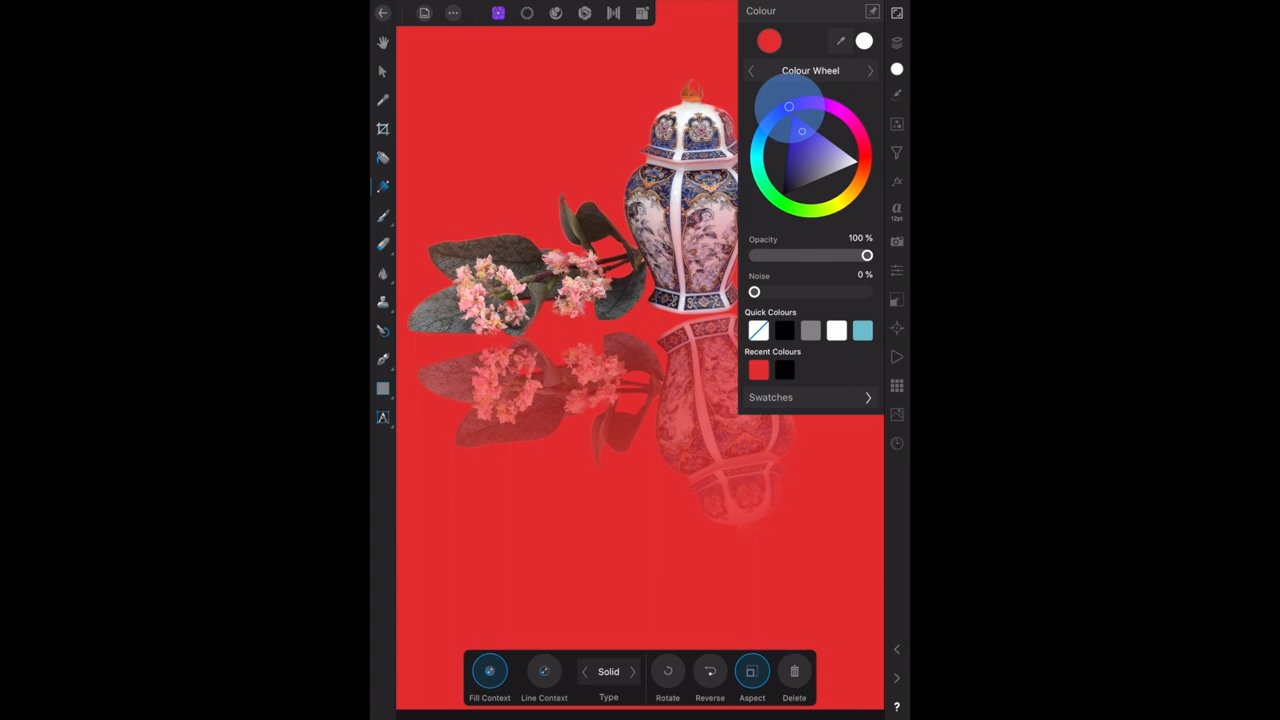 Colour
Colour Wheel
Opacity 100 %
Noise 0 %
Quick Colours
Recent Colours
Swatches
a
12pt
A
Solid
Fill Context
Line Context
Type
Rotate
Reverse
Aspect
Delete
?